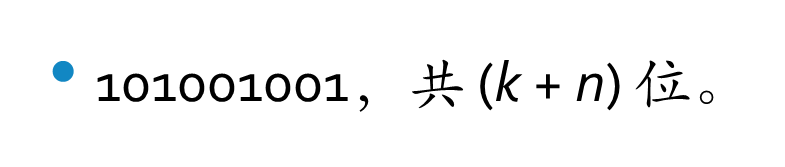 • 101001001，共 (k + n) 位。